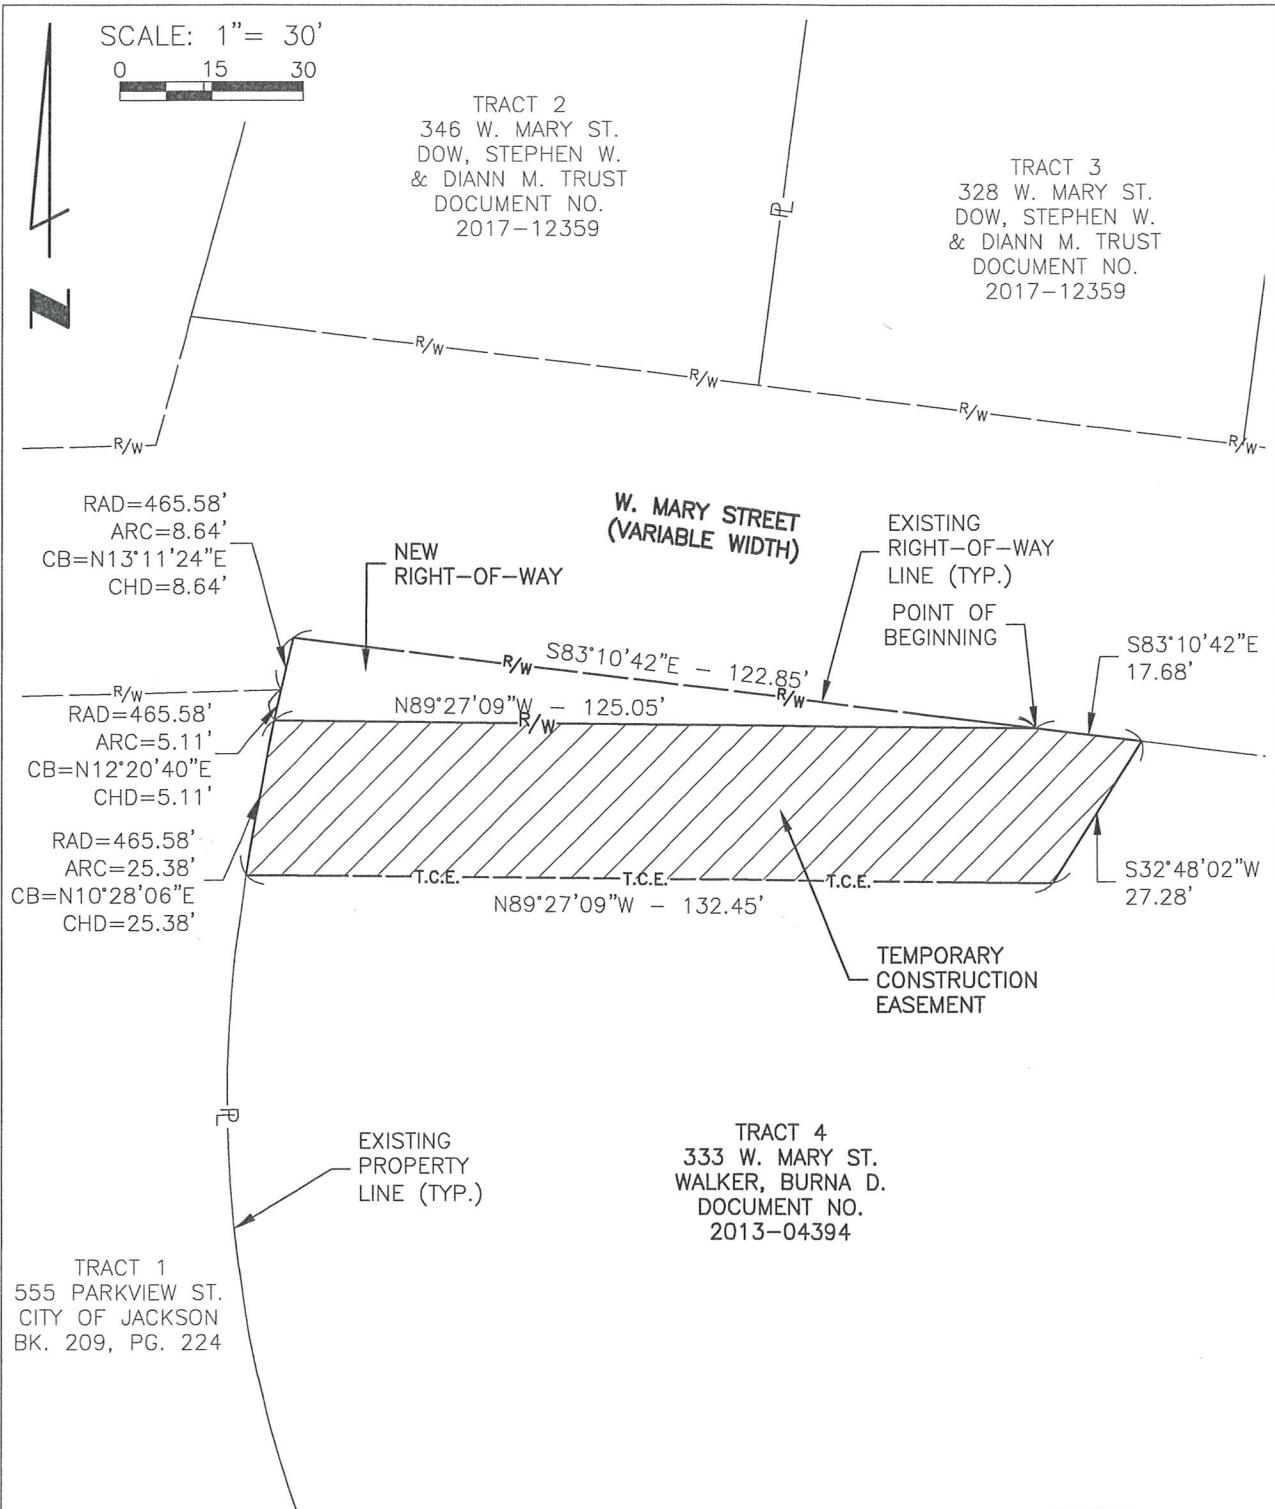 SCALE: 1"= 30'
0 15 30
N
TRACT 2
346 W. MARY ST.
DOW, STEPHEN W.
& DIANN M. TRUST
DOCUMENT NO.
2017-12359
TRACT 3
328 W. MARY ST.
DOW, STEPHEN W.
& DIANN M. TRUST
DOCUMENT NO.
2017-12359
PL
R/W
R/W
R/W
R/W
R/W
W. MARY STREET
(VARIABLE WIDTH)
RAD=465.58'
ARC=8.64'
CB=N13°11'24"E
CHD=8.64'
NEW
RIGHT-OF-WAY
EXISTING
RIGHT-OF-WAY
LINE (TYP.)
POINT OF
BEGINNING
S83°10'42"E
17.68'
S83°10'42"E - 122.85'
R/W
R/W
R/W
N89°27'09"W - 125.05'
R/W
RAD=465.58'
ARC=5.11'
CB=N12°20'40"E
CHD=5.11'
RAD=465.58'
ARC=25.38'
CB=N10°28'06"E
CHD=25.38'
T.C.E.
T.C.E.
T.C.E.
N89°27'09"W - 132.45'
S32°48'02"W
27.28'
TEMPORARY
CONSTRUCTION
EASEMENT
PL
EXISTING
PROPERTY
LINE (TYP.)
TRACT 4
333 W. MARY ST.
WALKER, BURNA D.
DOCUMENT NO.
2013-04394
TRACT 1
555 PARKVIEW ST.
CITY OF JACKSON
BK. 209, PG. 224